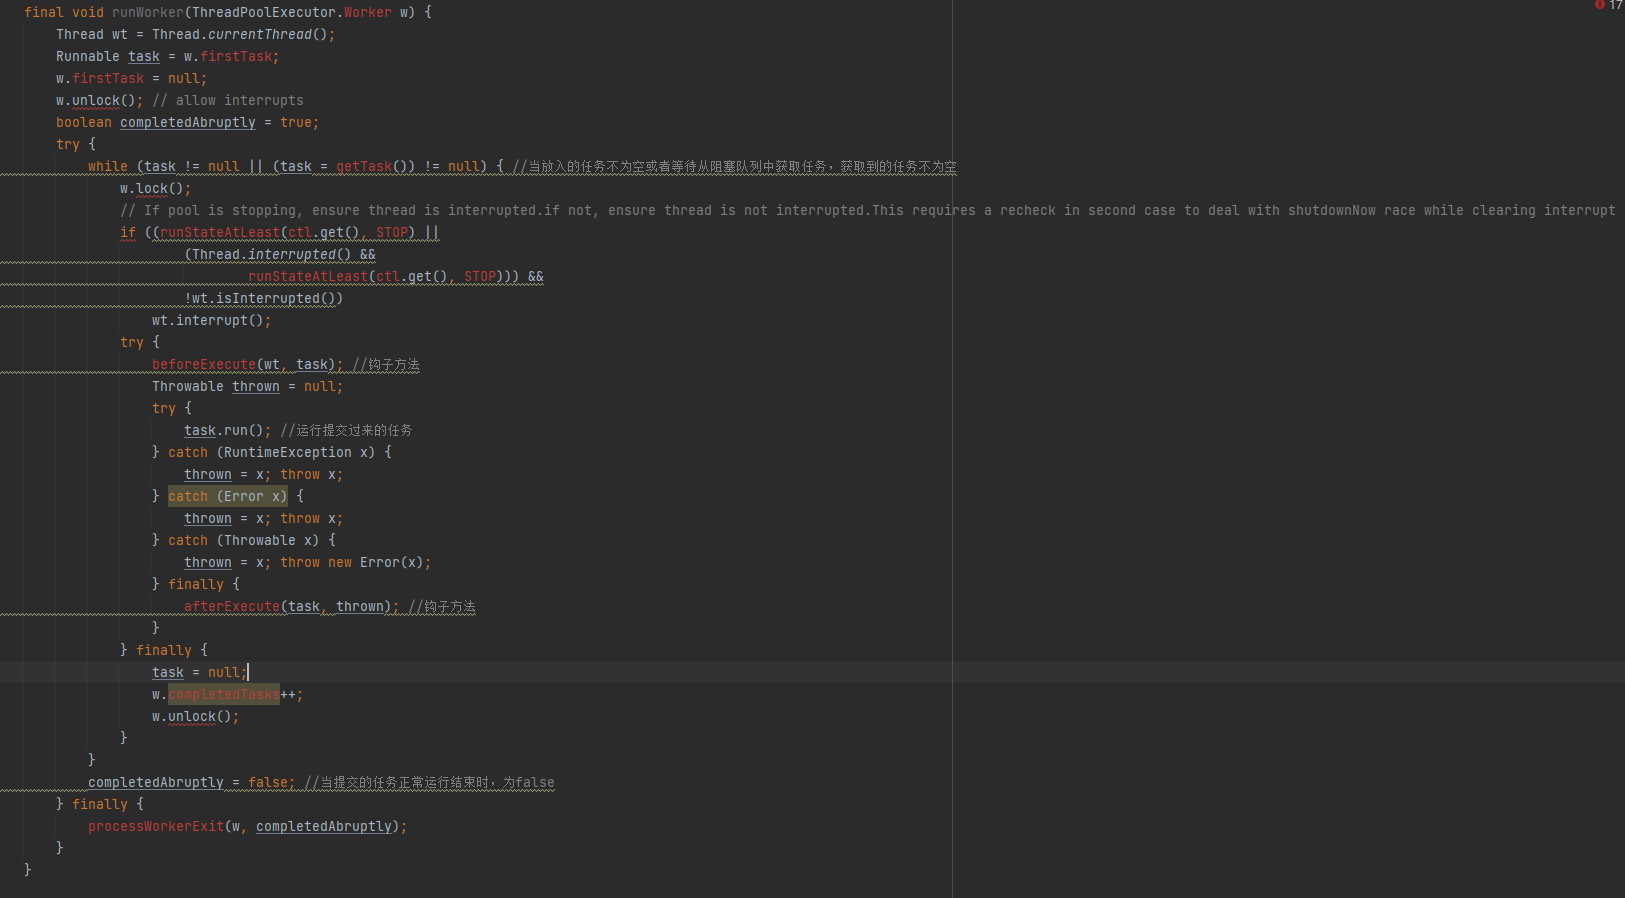 final void runWorker(ThreadPoolExecutor.Worker w) {
17
Thread wt = Thread.currentThread();
Runnable task = w.firstTask;
w.firstTask = null;
w.unlock(); // allow interrupts
boolean completedAbruptly = true;
try {
while (task != null || (task = getTask()) != null) { //当放入的任务不为空或者等待从阻塞队列中获取任务，获取到的任务不为空
w.lock();
// If pool is stopping, ensure thread is interrupted.if not, ensure thread is not interrupted.This requires a recheck in second case to deal with shutdownNow race while clearing interrupt
if ((runStateAtLeast(ctl.get(), STOP) ||
(Thread.interrupted() &&
runStateAtLeast(ctl.get(), STOP))) &&
!wt.isInterrupted())
wt.interrupt();
try {
beforeExecute(wt, task); //钩子方法
Throwable thrown = null;
try {
task.run(); //运行提交过来的任务
} catch (RuntimeException x) {
thrown = x; throw x;
} catch (Error x) {
thrown = x; throw x;
} catch (Throwable x) {
thrown = x; throw new Error(x);
} finally {
afterExecute(task, thrown); //钩子方法
}
} finally {
task = null;
w.completedTasks++;
w.unlock();
}
}
completedAbruptly = false; //当提交的任务正常运行结束时，为false
} finally {
processWorkerExit(w, completedAbruptly);
}
}